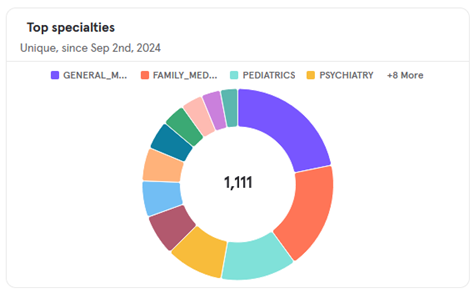 Top specialties
Unique, since Sep 2nd, 2024
GENERAL_M... FAMILY_MED... PEDIATRICS PSYCHIATRY +8 More
1,111